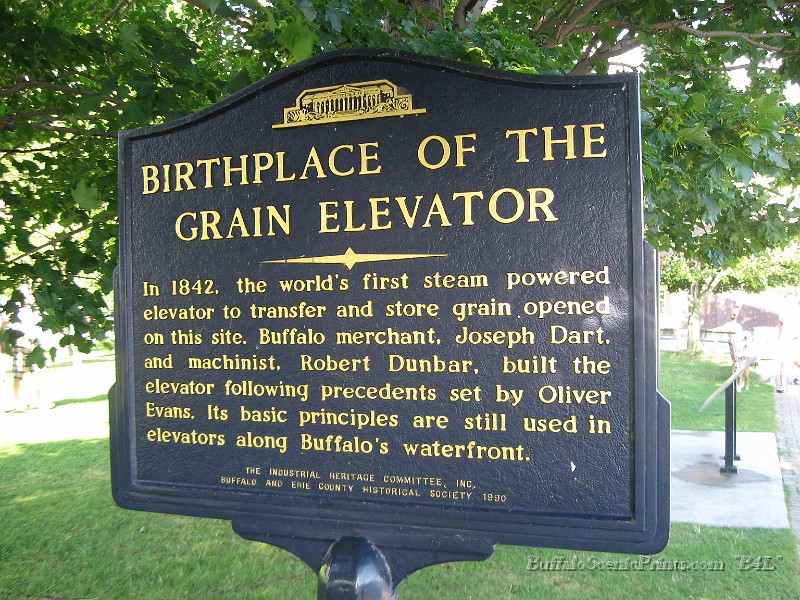 BIRTHPLACE OF THE
GRAIN ELEVATOR
In 1842, the world's first steam powered
elevator to transfer and store grain opened
on this site. Buffalo merchant, Joseph Dart,
and machinist, Robert Dunbar, built the
elevator following precedents set by Oliver
Evans. Its basic principles are still used in
elevators along Buffalo's waterfront.
THE INDUSTRIAL HERITAGE COMMITTEE, INC.
BUFFALO AND ERIE COUNTY HISTORICAL SOCIETY 1990
BuffaloScenicPrints.com "B4L"